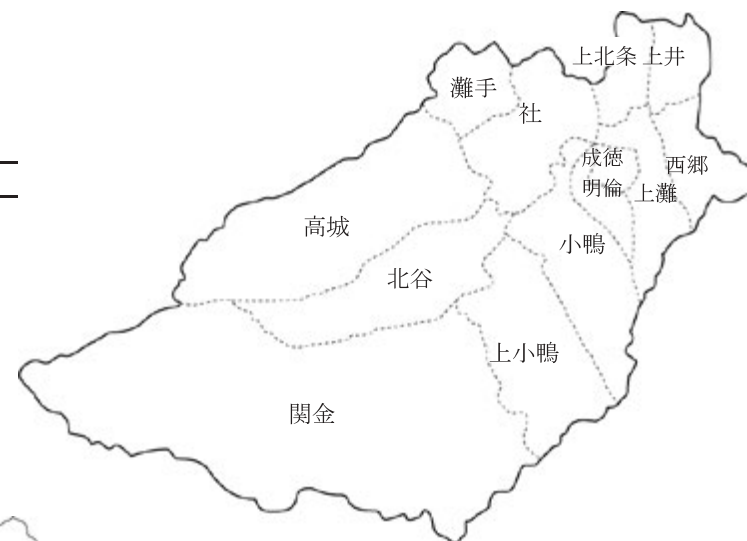 上北条
上井
灘手
社
成徳
西郷
明倫
上灘
高城
小鴨
北谷
上小鴨
関金